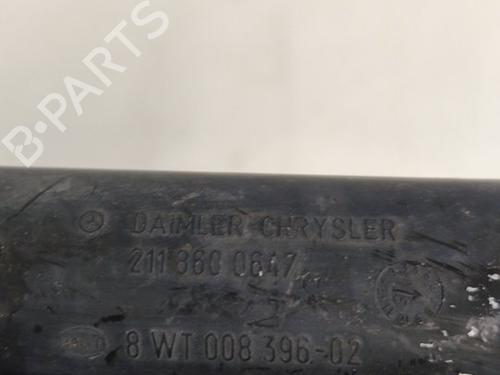 B-PARTS
DAIMLER CHRYSLER
211 860 0647
8 WT 008 396-02